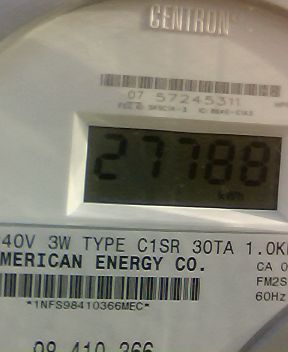 CENTRON
07 57245311
27788
kWh
40V 3W TYPE C1SR 30TA 1.0K
MERICAN ENERGY CO.
CA 0
FM2S
60Hz
*1NFS98410366MEC*
98 410 366